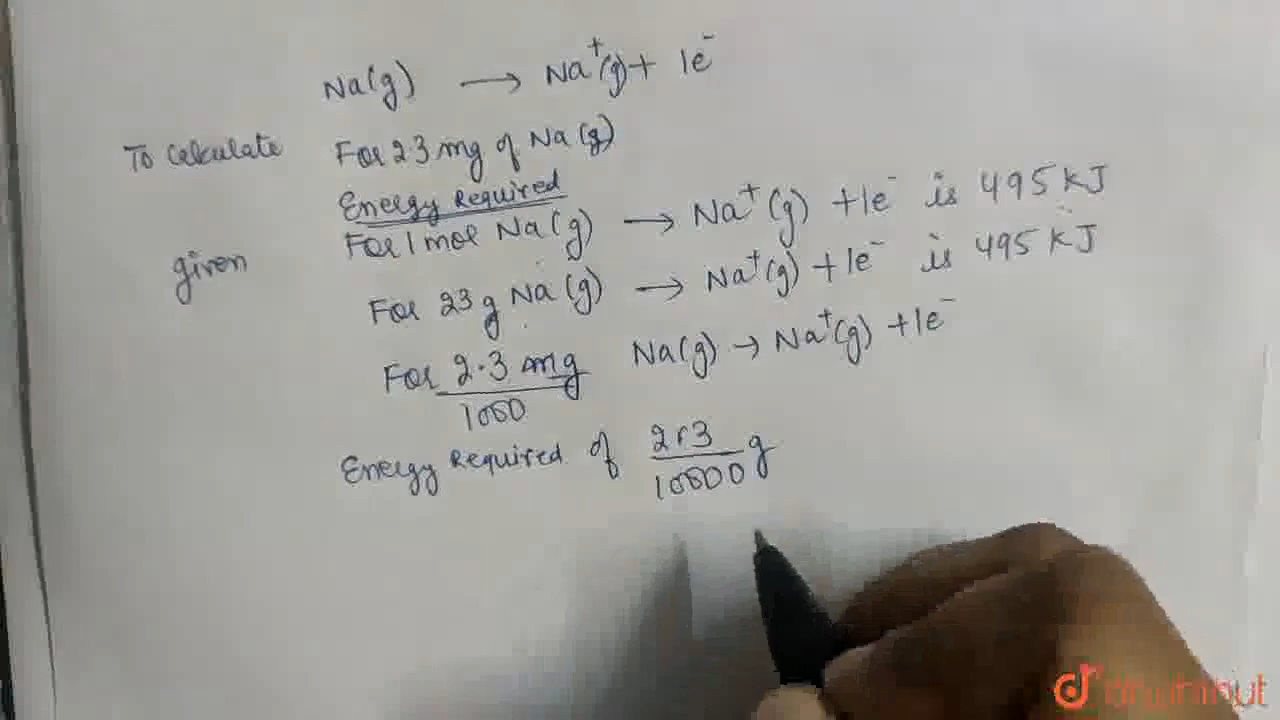 Na(g) → Na⁺(g) + 1e⁻
To Calculate For 2.3 mg of Na(g)
Energy Required
given For 1 mol Na(g) → Na⁺(g) + 1e⁻ is 495 KJ
For 23g Na(g) → Na⁺(g) + 1e⁻ is 495 KJ
For 2.3 mg Na(g) → Na⁺(g) + 1e⁻
1000
Energy Required of 2.3
10000 g